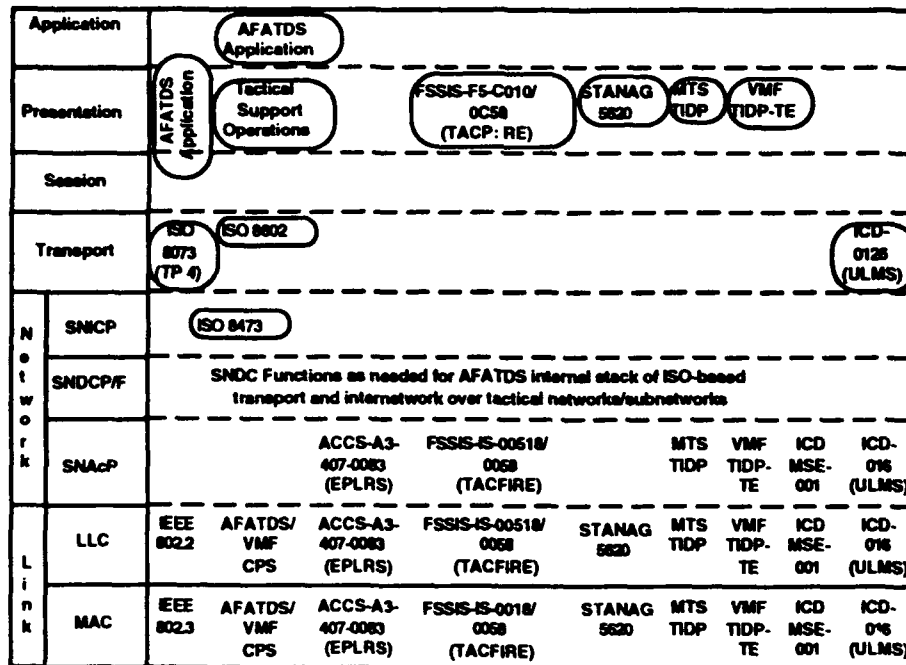 Application
AFATDS
Application
Presentation
AFATDS
Application
Tactical
Support
Operations
FSSIS-F5-C010/
0C58
(TACP: RE)
STANAG
5620
MTS
TIDP
VMF
TIDP-TE
Session
Transport
ISO
8073
(TP 4)
ISO 8602
ICD-
0126
(ULMS)
Network
SNICP
ISO 8473
SNDCP/F
SNDC Functions as needed for AFATDS internal stack of ISO-based
transport and internetwork over tactical networks/subnetworks
SNAcP
ACCS-A3-
407-0083
(EPLRS)
FSSIS-IS-00518/
0058
(TACFIRE)
MTS
TIDP
VMF
TIDP-
TE
ICD
MSE-
001
ICD-
016
(ULMS)
Link
LLC
IEEE
802.2
AFATDS/
VMF
CPS
ACCS-A3-
407-0083
(EPLRS)
FSSIS-IS-00518/
0058
(TACFIRE)
STANAG
5620
MTS
TIDP
VMF
TIDP-
TE
ICD
MSE-
001
ICD-
016
(ULMS)
MAC
IEEE
802.3
AFATDS/
VMF
CPS
ACCS-A3-
407-0083
(EPLRS)
FSSIS-IS-0018/
0058
(TACFIRE)
STANAG
5620
MTS
TIDP
VMF
TIDP-
TE
ICD
MSE-
001
ICD-
016
(ULMS)